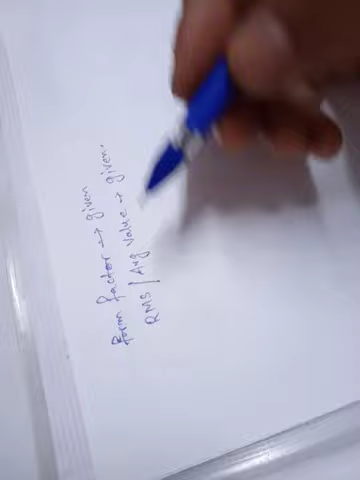 form factor → given
RMS / Avg Value → given.